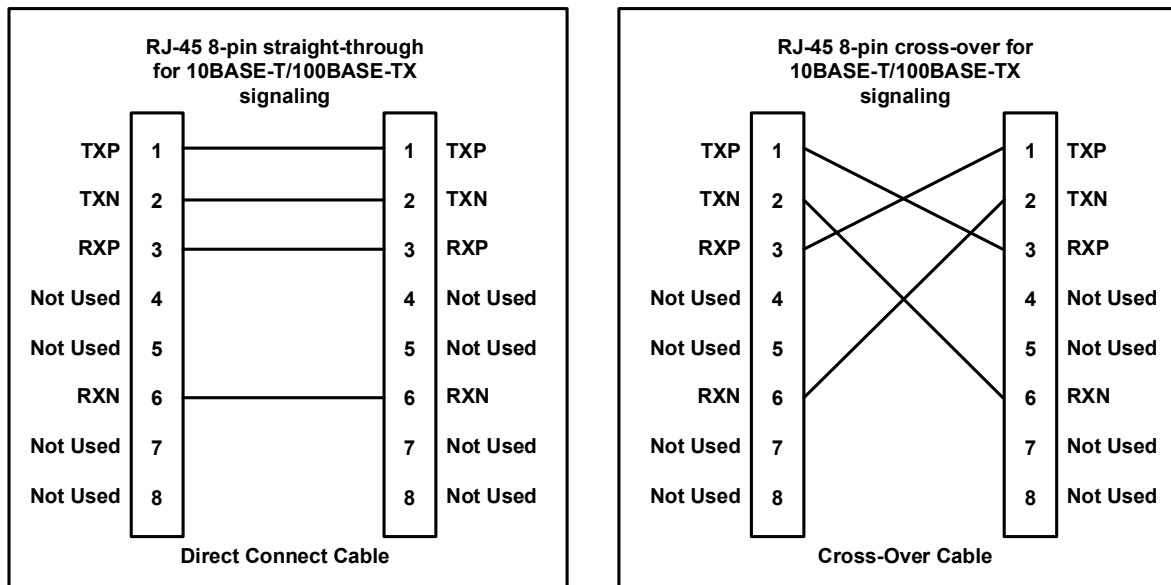 RJ-45 8-pin straight-through
for 10BASE-T/100BASE-TX
signaling
TXP 1 1 TXP
TXN 2 2 TXN
RXP 3 3 RXP
Not Used 4 4 Not Used
Not Used 5 5 Not Used
RXN 6 6 RXN
Not Used 7 7 Not Used
Not Used 8 8 Not Used
Direct Connect Cable
RJ-45 8-pin cross-over for
10BASE-T/100BASE-TX
signaling
TXP 1 1 TXP
TXN 2 2 TXN
RXP 3 3 RXP
Not Used 4 4 Not Used
Not Used 5 5 Not Used
RXN 6 6 RXN
Not Used 7 7 Not Used
Not Used 8 8 Not Used
Cross-Over Cable